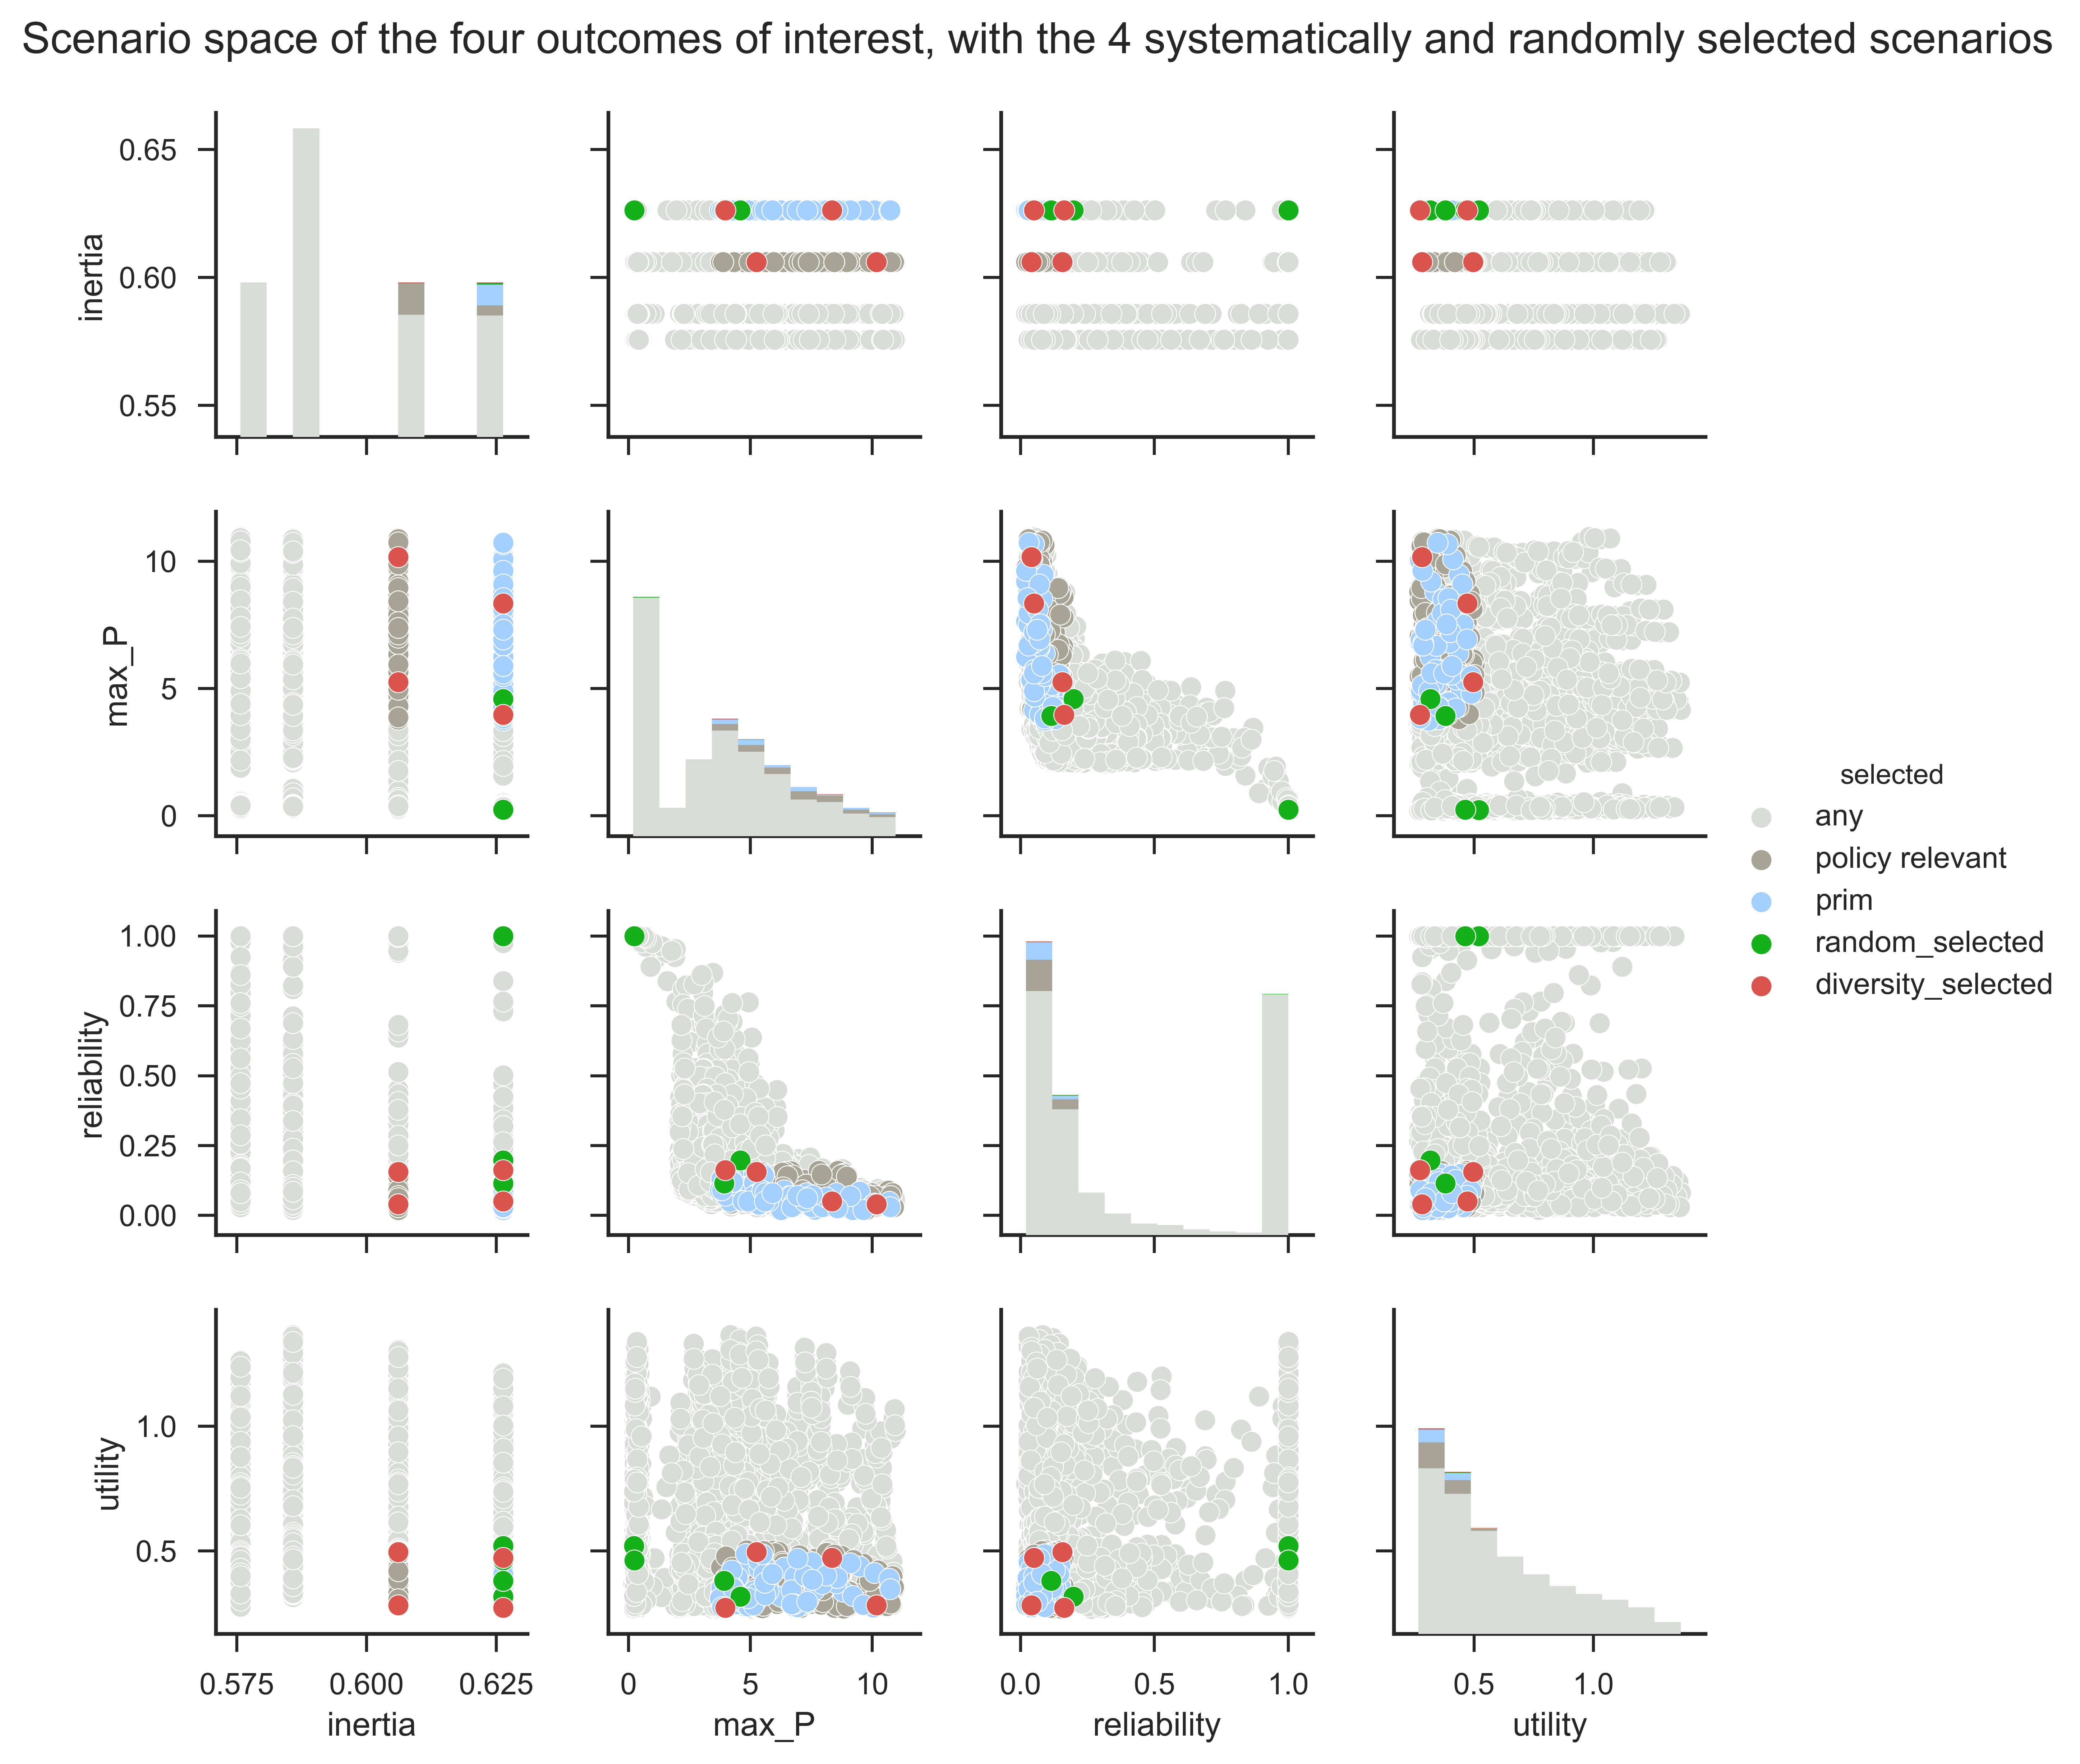 Scenario space of the four outcomes of interest, with the 4 systematically and randomly selected scenarios
0.65
0.60
0.55
inertia
10
5
0
max_P
1.00
0.75
0.50
0.25
0.00
reliability
1.0
0.5
utility
0.575 0.600 0.625
inertia
0 5 10
max_P
0.0 0.5 1.0
reliability
0.5 1.0
utility
selected
any
policy relevant
prim
random_selected
diversity_selected